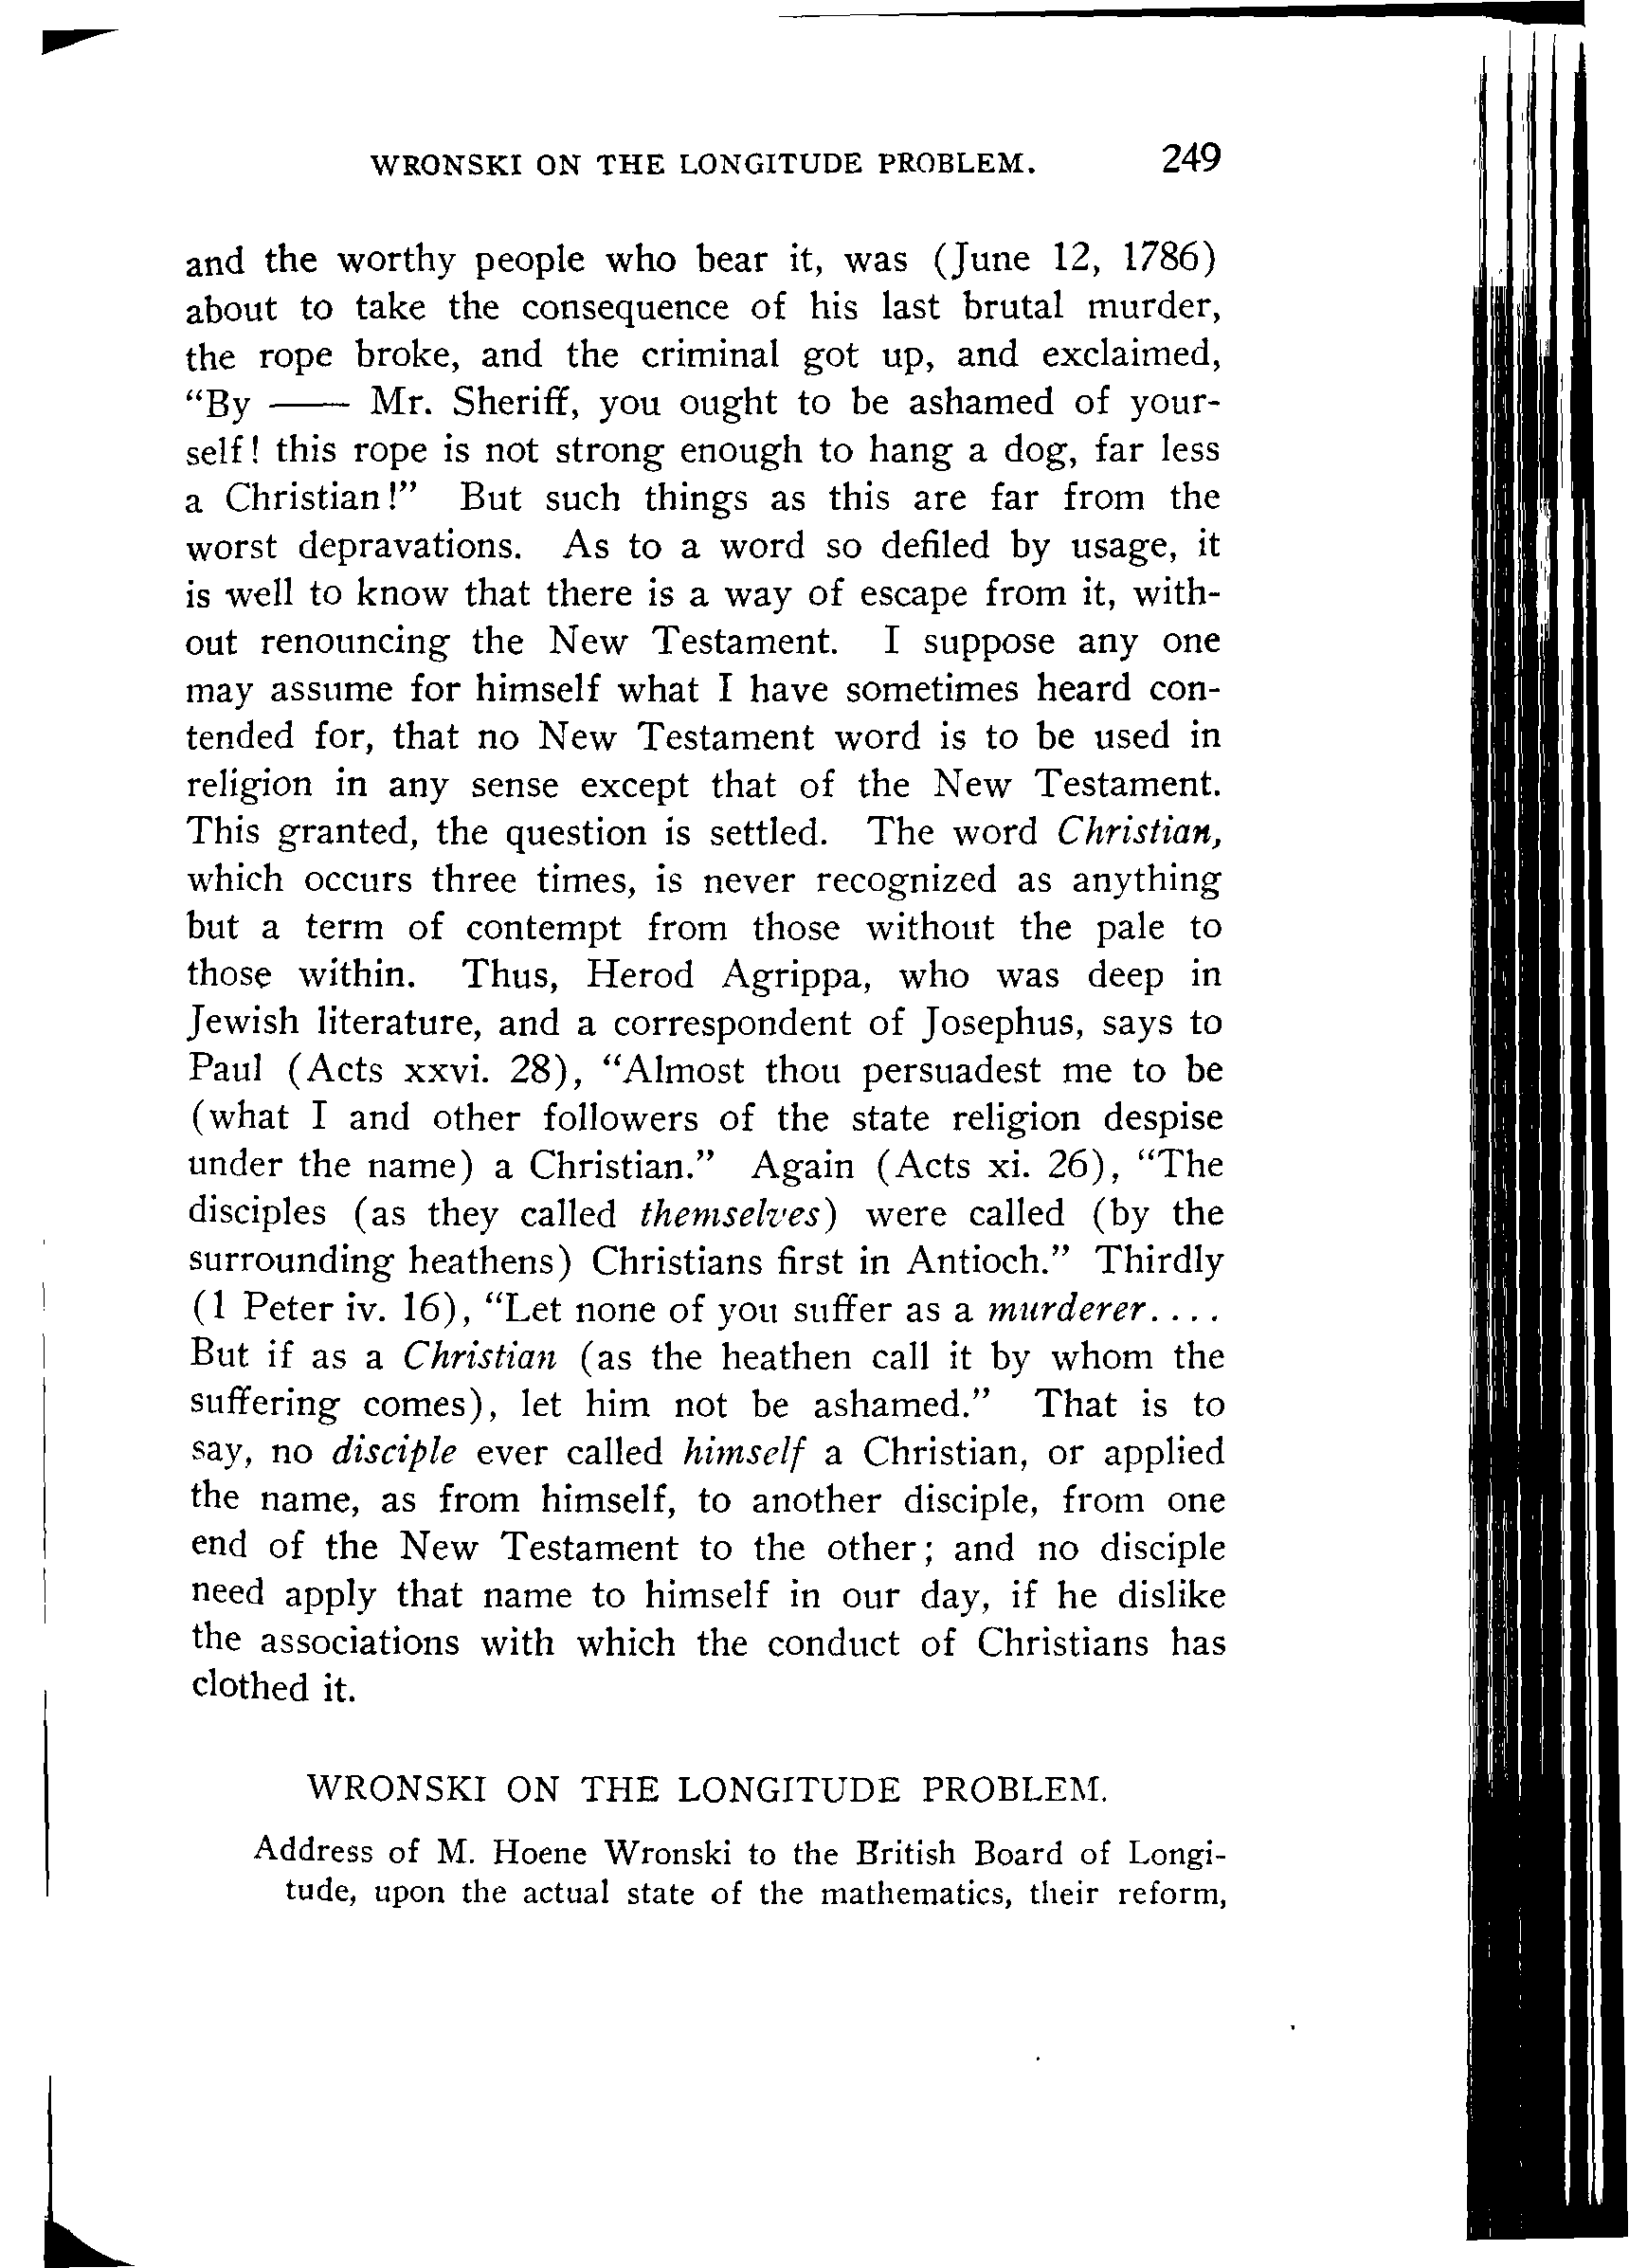 WRONSKI ON THE LONGITUDE PROBLEM. 249
and the worthy people who bear it, was (June 12, 1786)
about to take the consequence of his last brutal murder,
the rope broke, and the criminal got up, and exclaimed,
“By —— Mr. Sheriff, you ought to be ashamed of your-
self! this rope is not strong enough to hang a dog, far less
a Christian!” But such things as this are far from the
worst depravations. As to a word so defiled by usage, it
is well to know that there is a way of escape from it, with-
out renouncing the New Testament. I suppose any one
may assume for himself what I have sometimes heard con-
tended for, that no New Testament word is to be used in
religion in any sense except that of the New Testament.
This granted, the question is settled. The word Christian,
which occurs three times, is never recognized as anything
but a term of contempt from those without the pale to
those within. Thus, Herod Agrippa, who was deep in
Jewish literature, and a correspondent of Josephus, says to
Paul (Acts xxvi. 28), “Almost thou persuadest me to be
(what I and other followers of the state religion despise
under the name) a Christian.” Again (Acts xi. 26), “The
disciples (as they called themselves) were called (by the
surrounding heathens) Christians first in Antioch.” Thirdly
(1 Peter iv. 16), “Let none of you suffer as a murderer....
But if as a Christian (as the heathen call it by whom the
suffering comes), let him not be ashamed.” That is to
say, no disciple ever called himself a Christian, or applied
the name, as from himself, to another disciple, from one
end of the New Testament to the other; and no disciple
need apply that name to himself in our day, if he dislike
the associations with which the conduct of Christians has
clothed it.
WRONSKI ON THE LONGITUDE PROBLEM.
Address of M. Hoene Wronski to the British Board of Longi-
tude, upon the actual state of the mathematics, their reform,